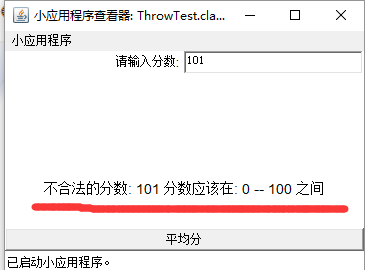 小应用程序查看器: ThrowTest.cla...
小应用程序
请输入分数: 101
不合法的分数: 101 分数应该在: 0 -- 100 之间
平均分
已启动小应用程序。